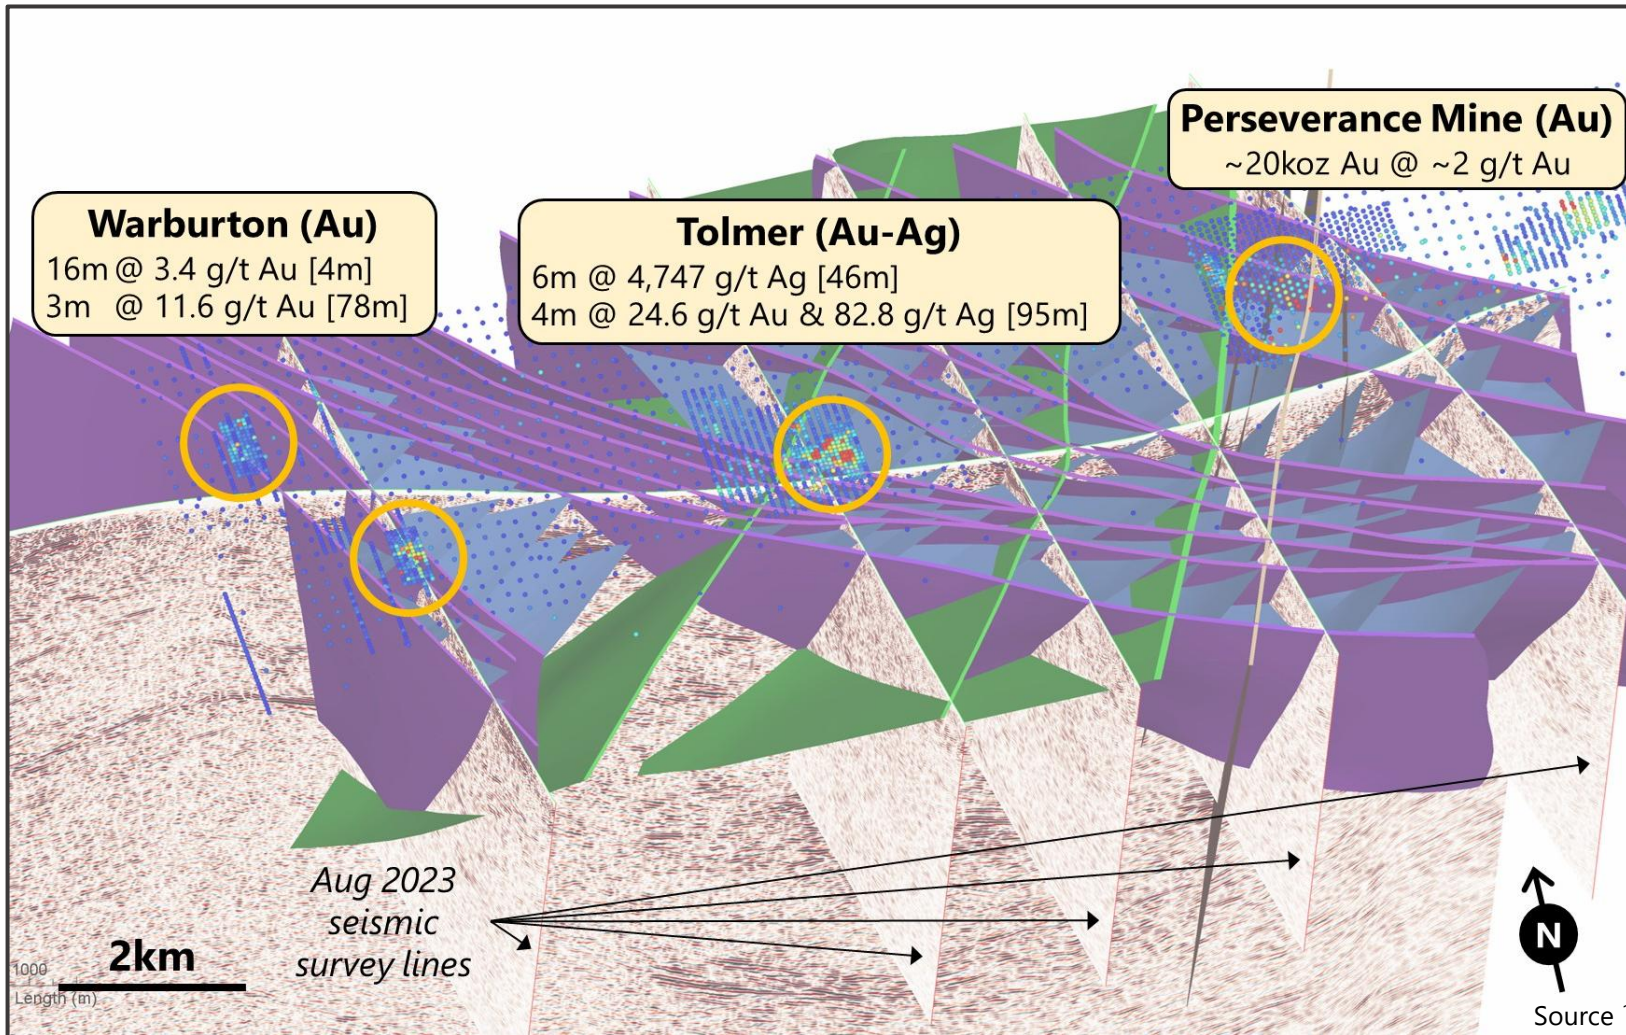 Perseverance Mine (Au)
~20koz Au @ ~2 g/t Au
Warburton (Au)
16m @ 3.4 g/t Au [4m]
3m @ 11.6 g/t Au [78m]
Tolmer (Au-Ag)
6m @ 4,747 g/t Ag [46m]
4m @ 24.6 g/t Au & 82.8 g/t Ag [95m]
Aug 2023
seismic
survey lines
2km
1000
Length (m)
N
Source